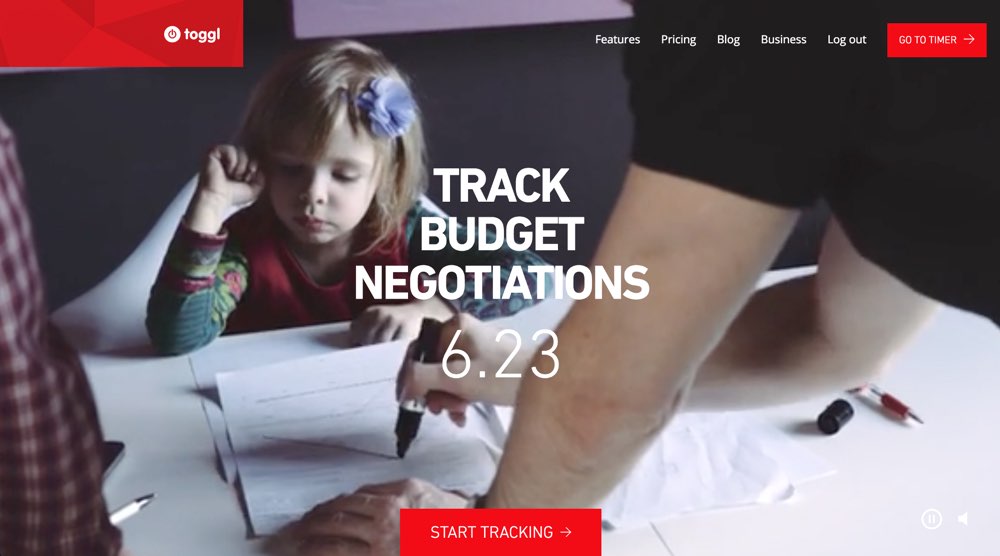 toggl
Features
Pricing
Blog
Business
Log out
GO TO TIMER →
TRACK
BUDGET
NEGOTIATIONS
6.23
START TRACKING →